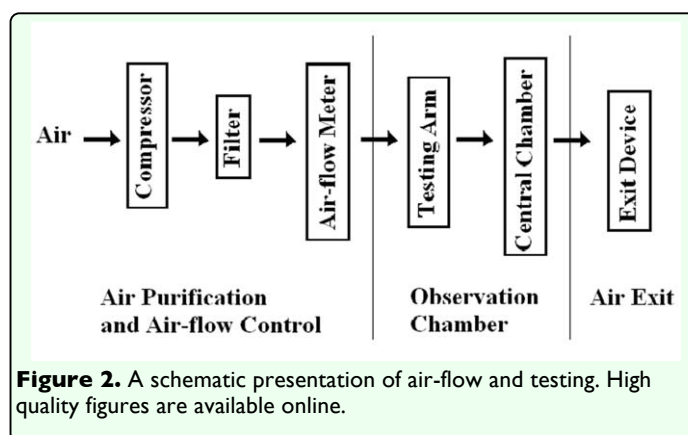 Air
Compressor
Filter
Air-flow Meter
Testing Arm
Central Chamber
Exit Device
Air Purification
and Air-flow Control
Observation
Chamber
Air Exit
Figure 2. A schematic presentation of air-flow and testing. High
quality figures are available online.